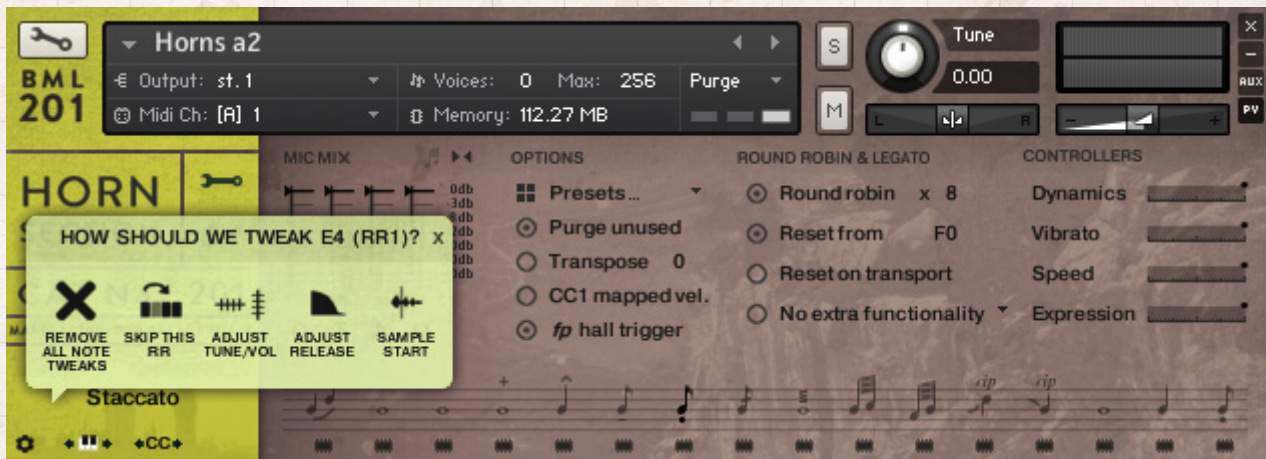 BML
201
Horns a2
Output: st. 1
Voices: 0 Max: 256
Purge
Midi Ch: [A] 1
Memory: 112.27 MB
S
M
Tune
0.00
L
R
-
+
X
-
AUX
PV
HORN
MIC MIX
0db
-3db
OPTIONS
Presets...
Purge unused
Transpose 0
CC1 mapped vel.
fp hall trigger
ROUND ROBIN & LEGATO
Round robin x 8
Reset from F0
Reset on transport
No extra functionality
CONTROLLERS
Dynamics
Vibrato
Speed
Expression
HOW SHOULD WE TWEAK E4 (RR1)? x
REMOVE
ALL NOTE
TWEAKS
SKIP THIS
RR
ADJUST
TUNE/VOL
ADJUST
RELEASE
SAMPLE
START
Staccato
CC
rip
rip